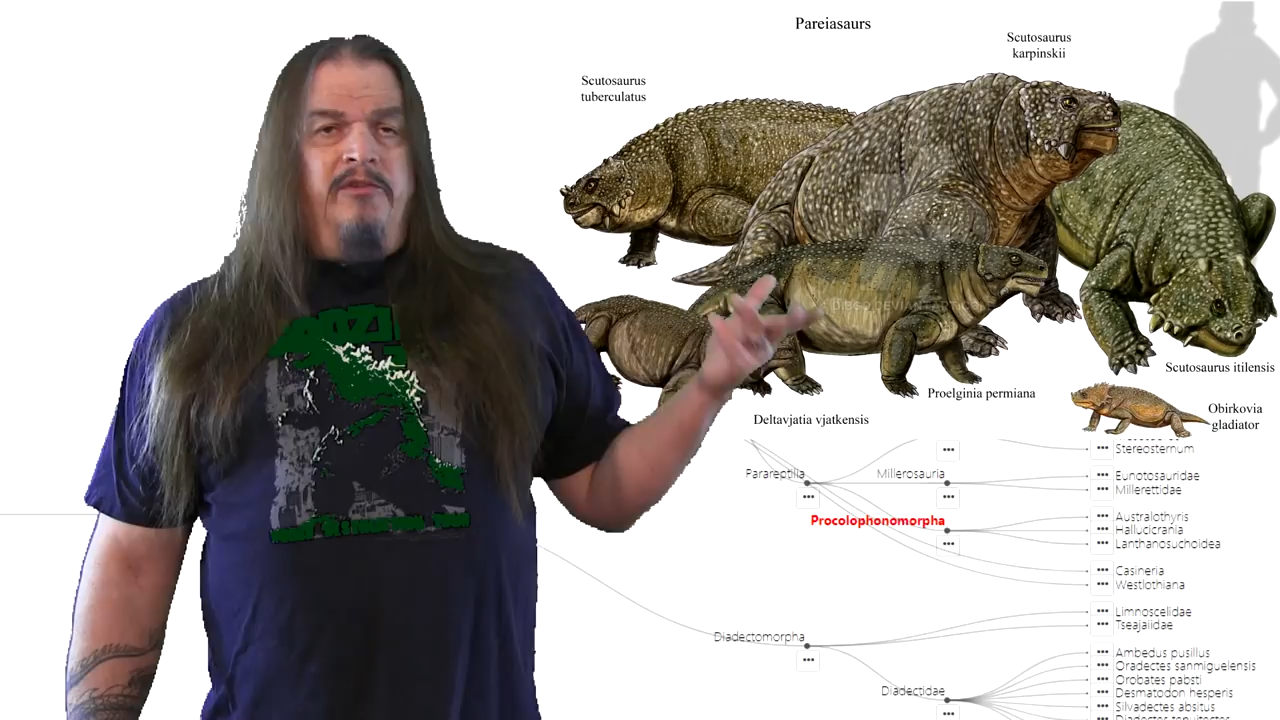 Pareiasaurs
Scutosaurus
karpinskii
Scutosaurus
tuberculatus
Scutosaurus itilensis
Proelginia permiana
Obirkovia
gladiator
Deltavjatia vjatkensis
Stereosternum
Parareptilia
Millerosauria
Eunotosauridae
Millerettidae
Procolophonomorpha
Australothyris
Hallucicrania
Lanthanosuchoidea
Casineria
Westlothiana
Limnoscelidae
Tseajaiidae
Diadectomorpha
Ambedus pusillus
Oradectes sanmiguelensis
Orobates pabsti
Desmatodon hesperis
Diadectidae
Silvadectes absitus